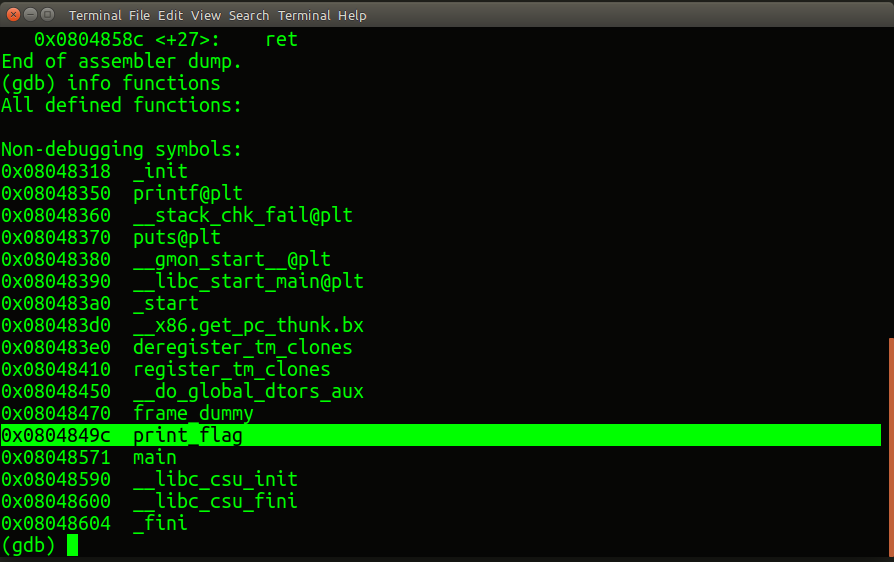 Terminal File Edit View Search Terminal Help
0x0804858c <+27>: ret
End of assembler dump.
(gdb) info functions
All defined functions:
Non-debugging symbols:
0x08048318 _init
0x08048350 printf@plt
0x08048360 __stack_chk_fail@plt
0x08048370 puts@plt
0x08048380 __gmon_start__@plt
0x08048390 __libc_start_main@plt
0x080483a0 _start
0x080483d0 __x86.get_pc_thunk.bx
0x080483e0 deregister_tm_clones
0x08048410 register_tm_clones
0x08048450 __do_global_dtors_aux
0x08048470 frame_dummy
0x0804849c print_flag
0x08048571 main
0x08048590 __libc_csu_init
0x08048600 __libc_csu_fini
0x08048604 _fini
(gdb)